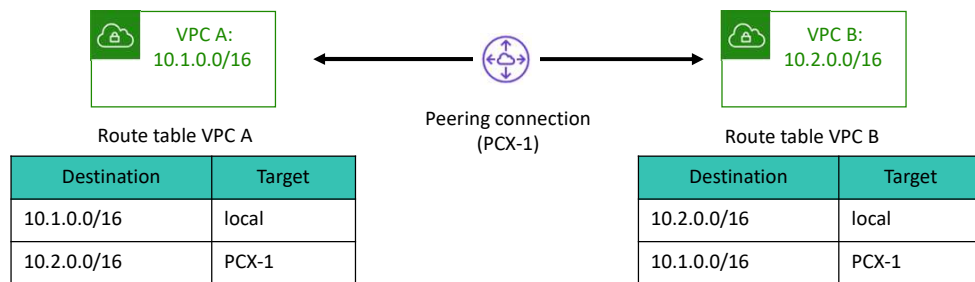 VPC A:
10.1.0.0/16
VPC B:
10.2.0.0/16
Peering connection
(PCX-1)
Route table VPC A
Destination Target
10.1.0.0/16 local
10.2.0.0/16 PCX-1
Route table VPC B
Destination Target
10.2.0.0/16 local
10.1.0.0/16 PCX-1